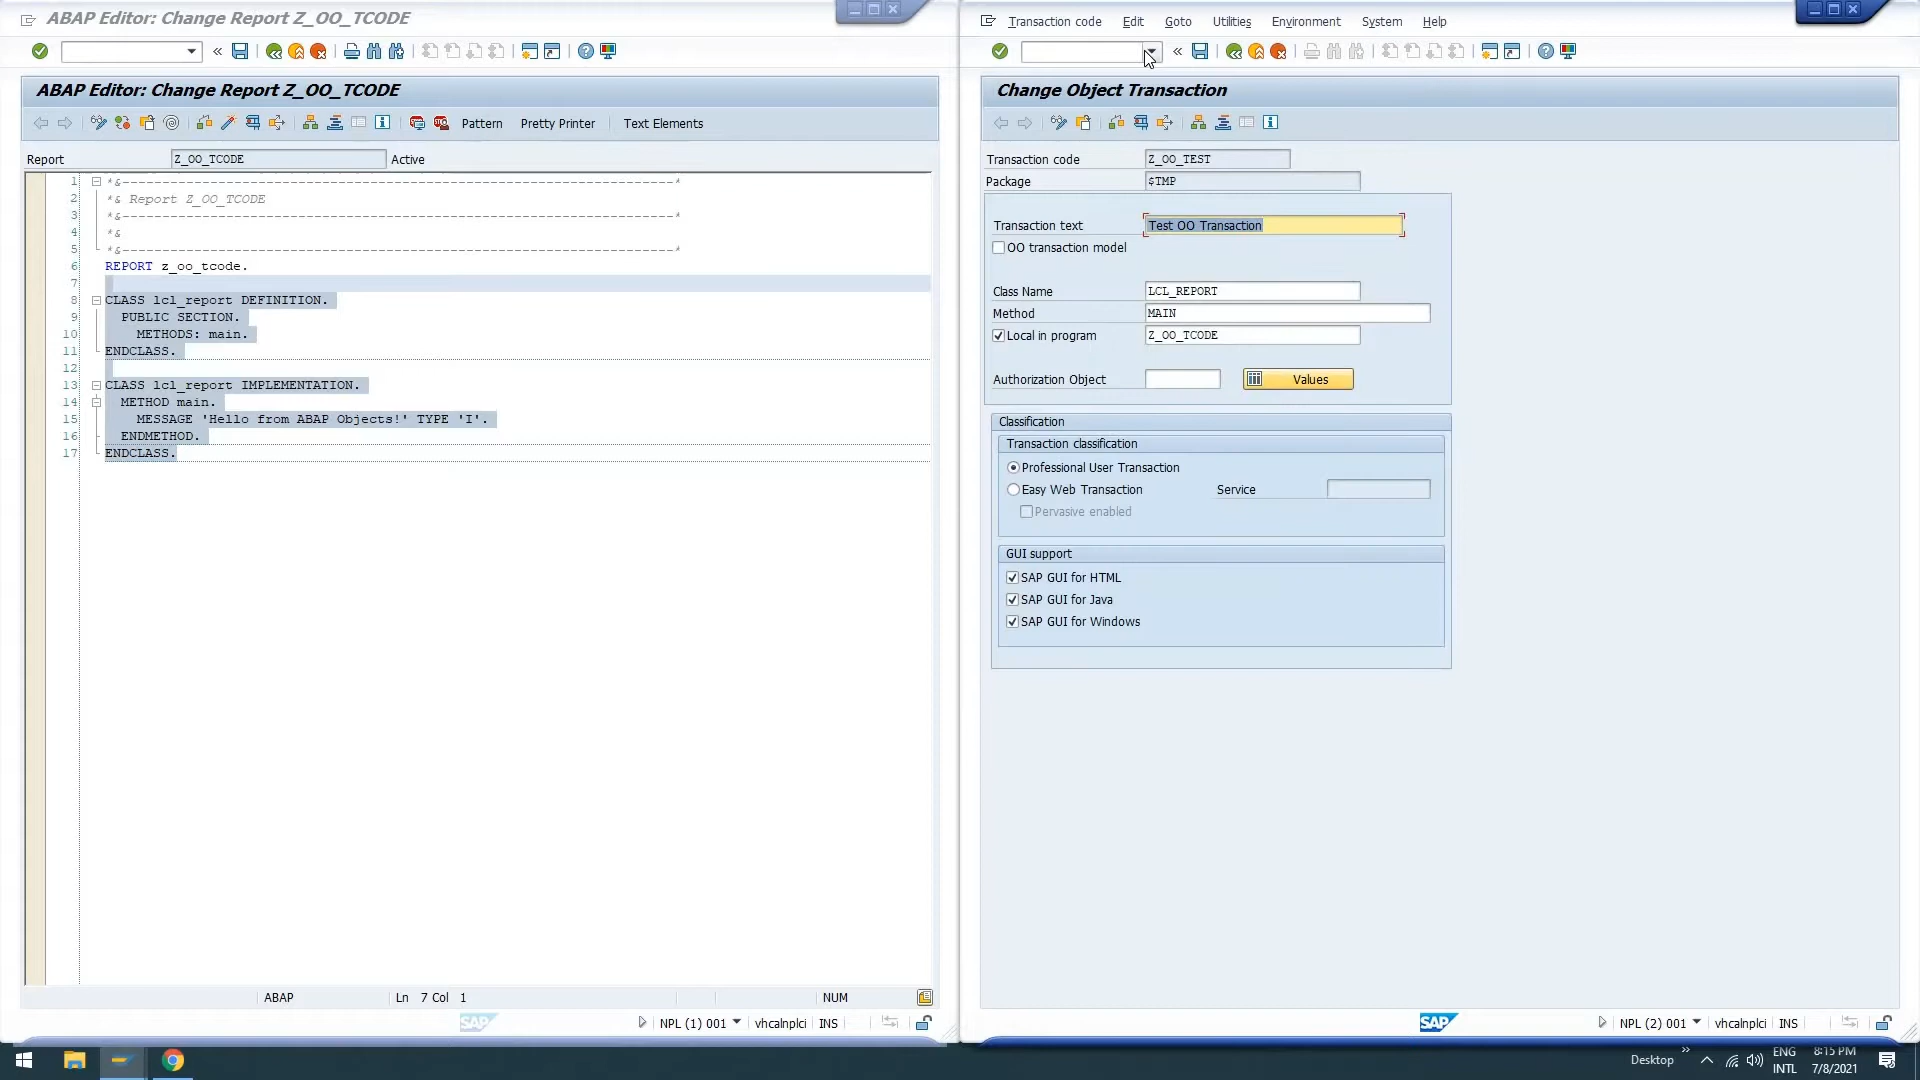 ABAP Editor: Change Report Z_OO_TCODE
ABAP Editor: Change Report Z_OO_TCODE
Pattern Pretty Printer Text Elements
Report Z_OO_TCODE Active
1 *&---------------------------------------------------------------------*
2 *& Report Z_OO_TCODE
3 *&---------------------------------------------------------------------*
4 *&
5 *&---------------------------------------------------------------------*
6 REPORT z_oo_tcode.
7
8 CLASS lcl_report DEFINITION.
9 PUBLIC SECTION.
10 METHODS: main.
11 ENDCLASS.
12
13 CLASS lcl_report IMPLEMENTATION.
14 METHOD main.
15 MESSAGE 'Hello from ABAP Objects!' TYPE 'I'.
16 ENDMETHOD.
17 ENDCLASS.
ABAP Ln 7 Col 1 NUM
SAP NPL (1) 001 vhcalnplci INS
Transaction code Edit Goto Utilities Environment System Help
Change Object Transaction
Transaction code Z_OO_TEST
Package $TMP
Transaction text Test OO Transaction
OO transaction model
Class Name LCL_REPORT
Method MAIN
Local in program Z_OO_TCODE
Authorization Object Values
Classification
Transaction classification
Professional User Transaction
Easy Web Transaction Service
Pervasive enabled
GUI support
SAP GUI for HTML
SAP GUI for Java
SAP GUI for Windows
SAP NPL (2) 001 vhcalnplci INS
Desktop
ENG
INTL
8:15 PM
7/8/2021